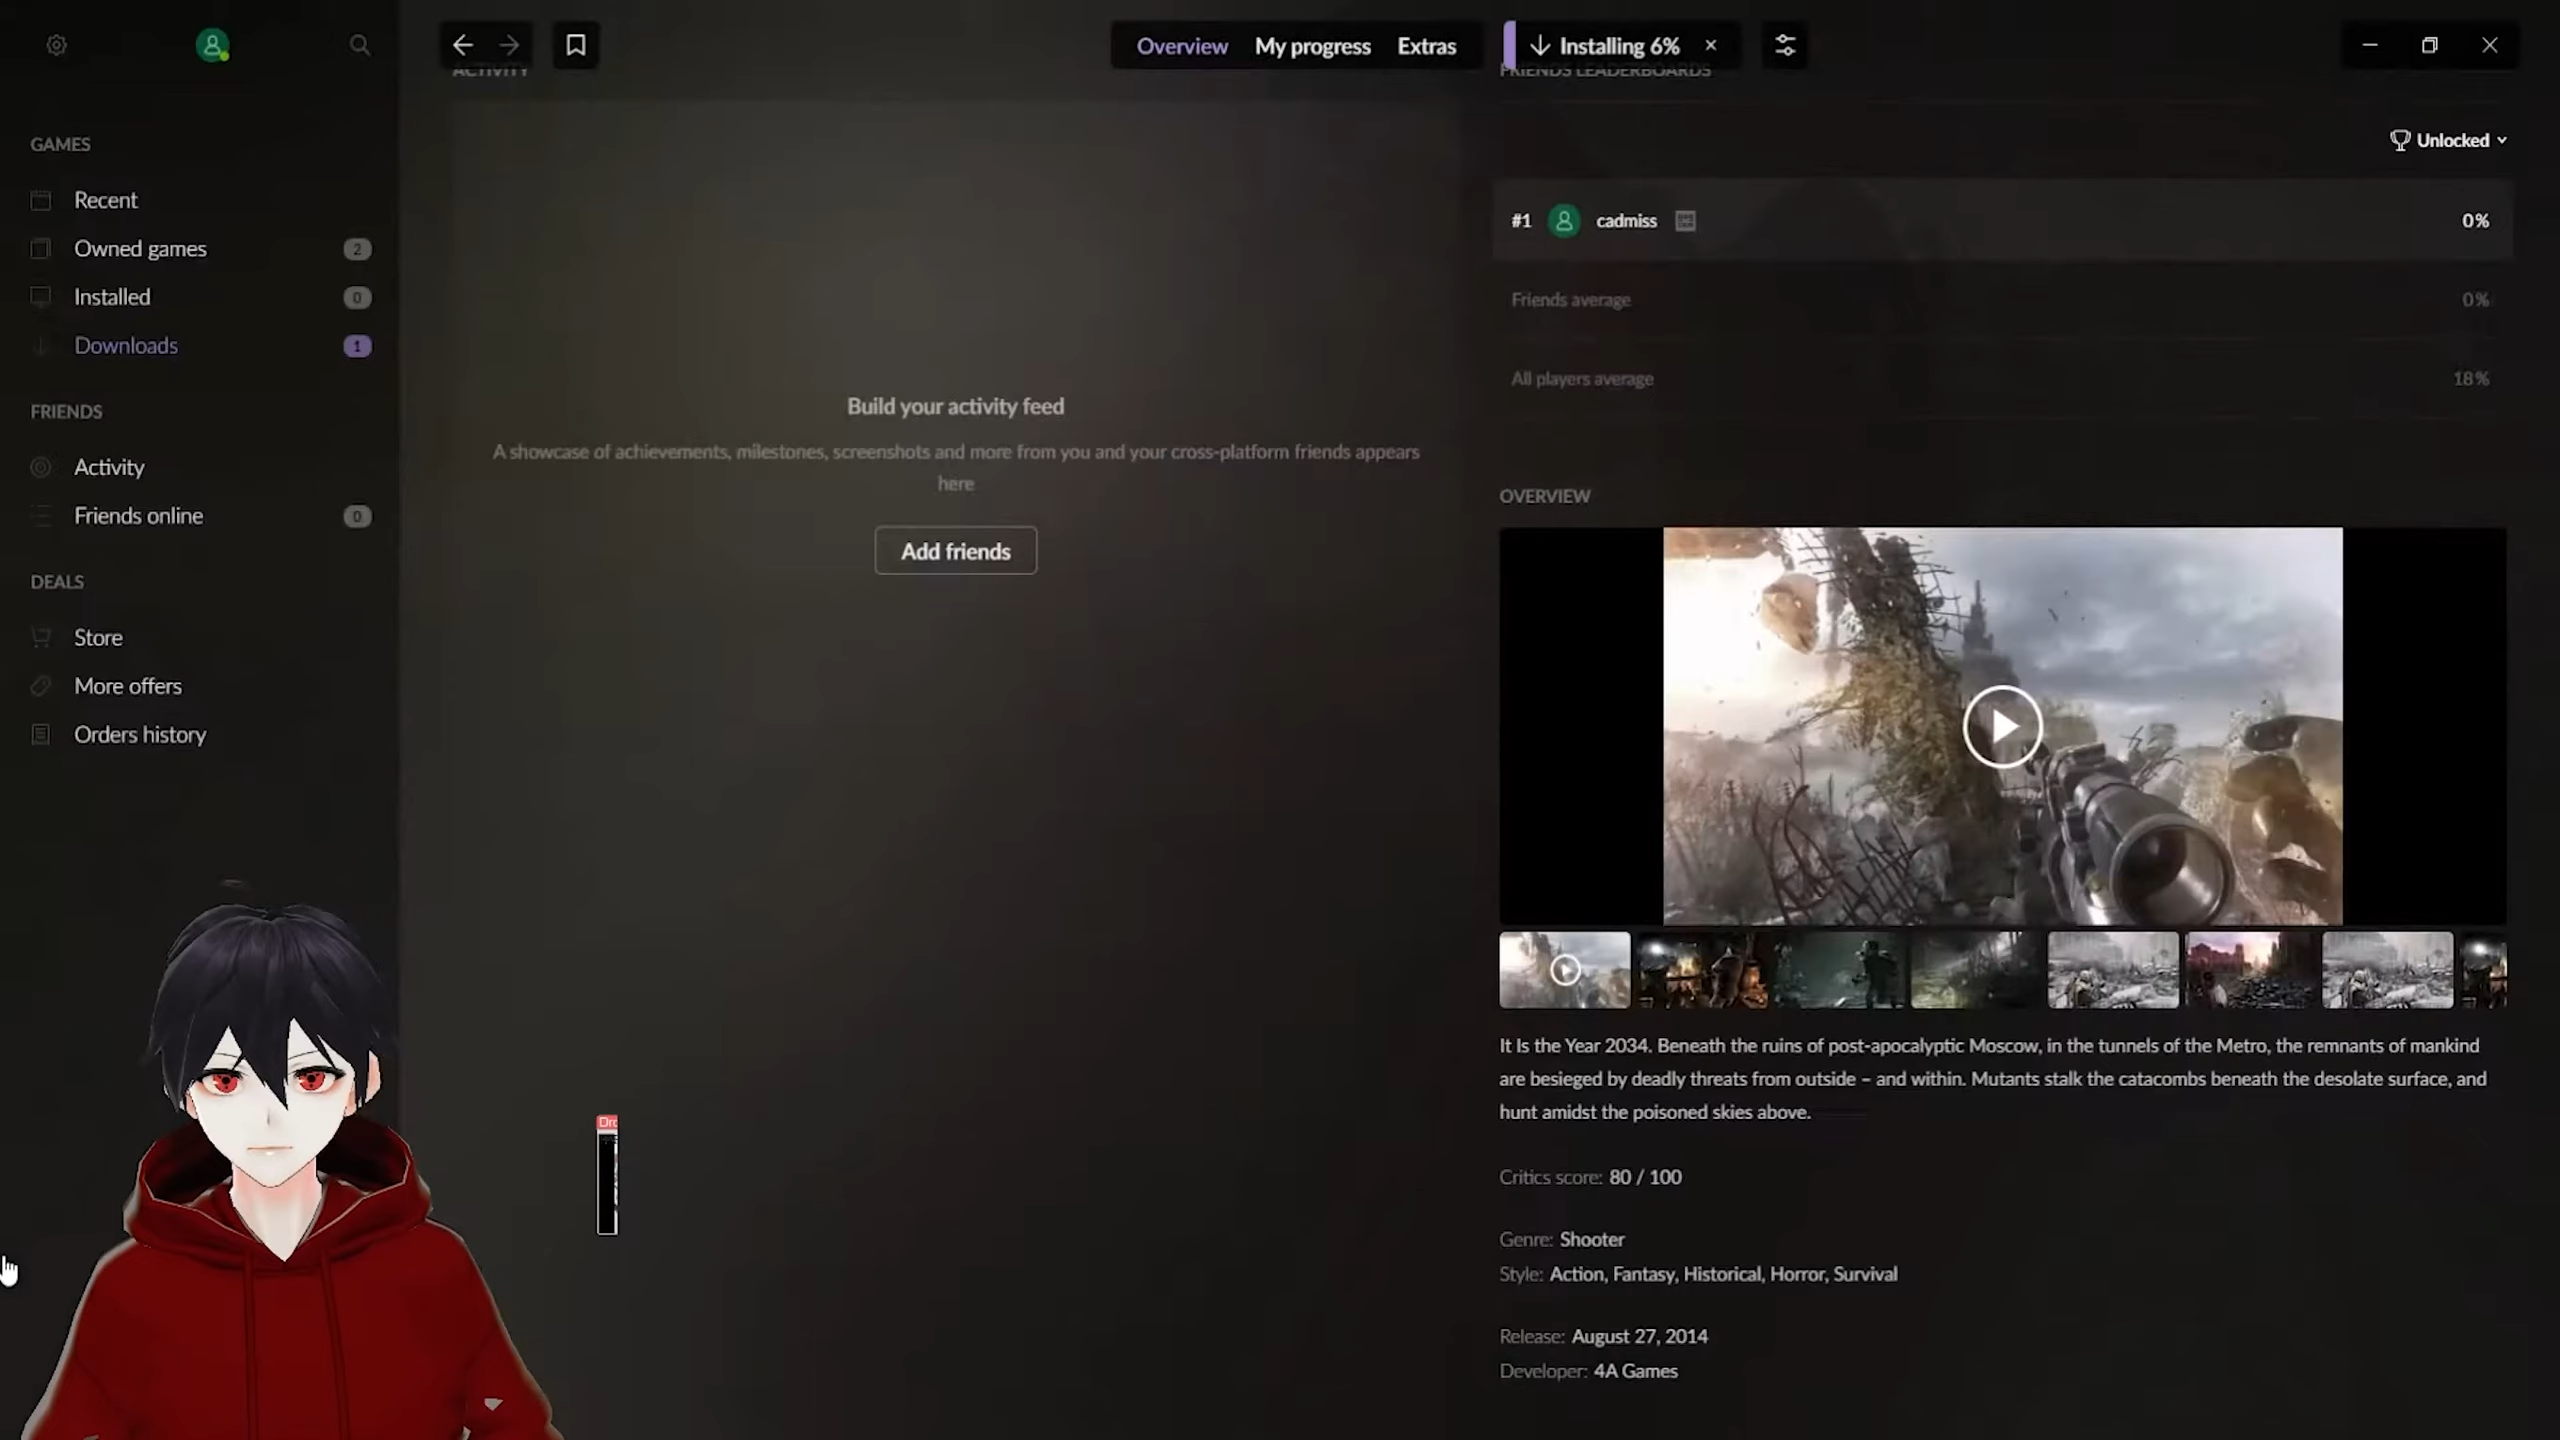 Overview
My progress
Extras
Installing 6%
ACTIVITY
FRIENDS LEADERBOARDS
GAMES
Recent
Owned games 2
Installed 0
Downloads 1
FRIENDS
Activity
Friends online 0
DEALS
Store
More offers
Orders history
Build your activity feed
A showcase of achievements, milestones, screenshots and more from you and your cross-platform friends appears
here
Add friends
Unlocked
#1 cadmiss 0%
Friends average 0%
All players average 18%
OVERVIEW
It Is the Year 2034. Beneath the ruins of post-apocalyptic Moscow, in the tunnels of the Metro, the remnants of mankind
are besieged by deadly threats from outside – and within. Mutants stalk the catacombs beneath the desolate surface, and
hunt amidst the poisoned skies above.
Critics score: 80 / 100
Genre: Shooter
Style: Action, Fantasy, Historical, Horror, Survival
Release: August 27, 2014
Developer: 4A Games